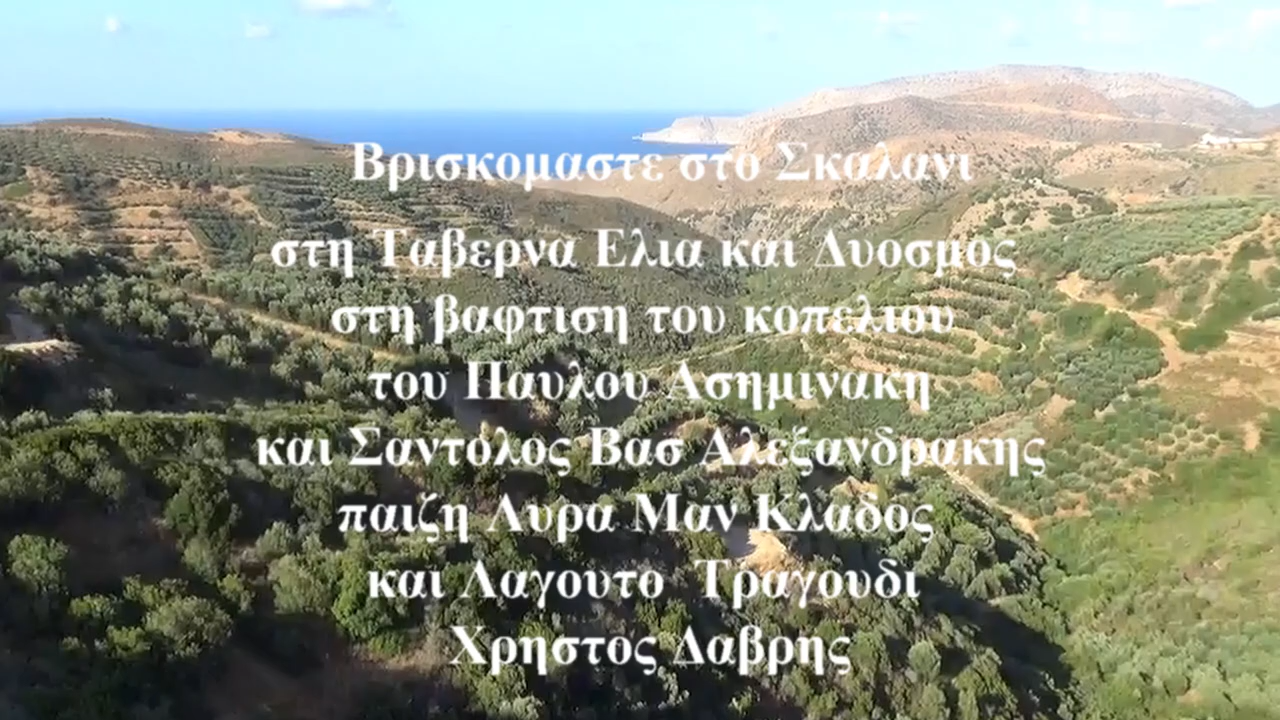 Βρισκομαστε στο Σκαλανι
στη Ταβερνα Ελια και Δυοσμος
στη βαφτιση του κοπελιου
του Παυλου Ασημινακη
και Σαντολος Βασ Αλεξανδρακης
παιζη Λυρα Μαν Κλαδος
και Λαγουτο Τραγουδι
Χρηστος Δαβρης